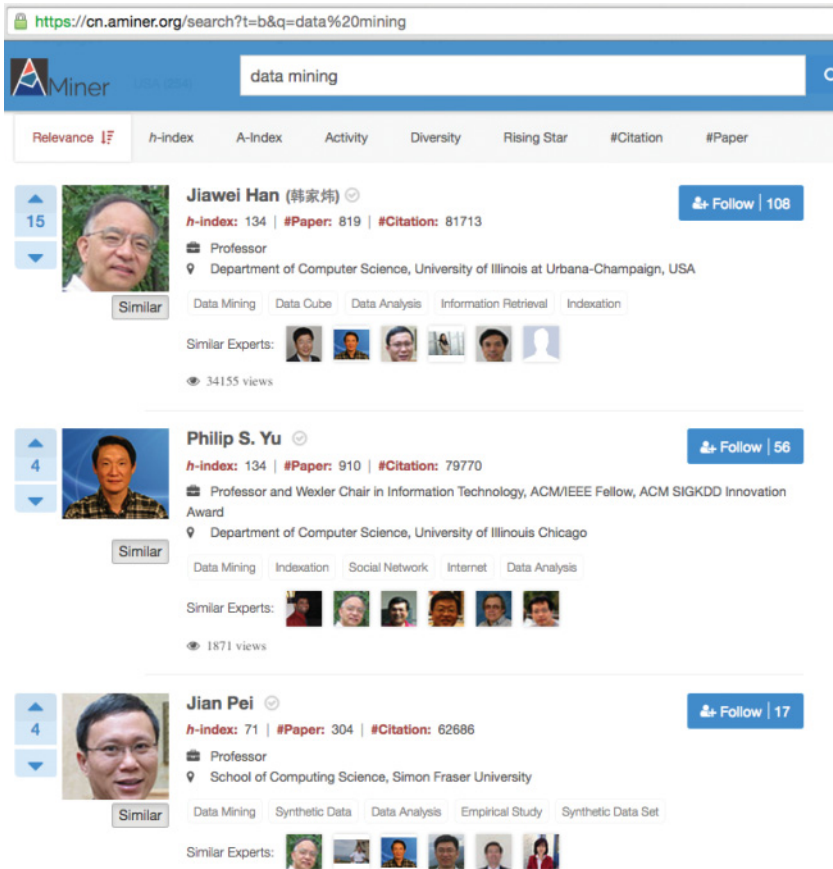 https://cn.aminer.org/search?t=b&q=data%20mining
AMiner
data mining
Relevance h-index A-Index Activity Diversity Rising Star #Citation #Paper
Jiawei Han (韩家炜)
Follow 108
15
h-index: 134 | #Paper: 819 | #Citation: 81713
Professor
Department of Computer Science, University of Illinois at Urbana-Champaign, USA
Similar
Data Mining Data Cube Data Analysis Information Retrieval Indexation
Similar Experts:
34155 views
Philip S. Yu
Follow 56
4
h-index: 134 | #Paper: 910 | #Citation: 79770
Professor and Wexler Chair in Information Technology, ACM/IEEE Fellow, ACM SIGKDD Innovation
Award
Department of Computer Science, University of Illinouis Chicago
Similar
Data Mining Indexation Social Network Internet Data Analysis
Similar Experts:
1871 views
Jian Pei
Follow 17
4
h-index: 71 | #Paper: 304 | #Citation: 62686
Professor
School of Computing Science, Simon Fraser University
Similar
Data Mining Synthetic Data Data Analysis Empirical Study Synthetic Data Set
Similar Experts: